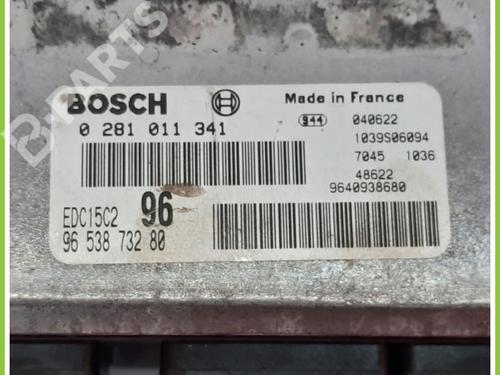 B-PARTS
BOSCH
Made in France
0 281 011 341
944 040622
1039S06094
7045 1036
48622
9640938680
EDC15C2 96
96 538 732 80